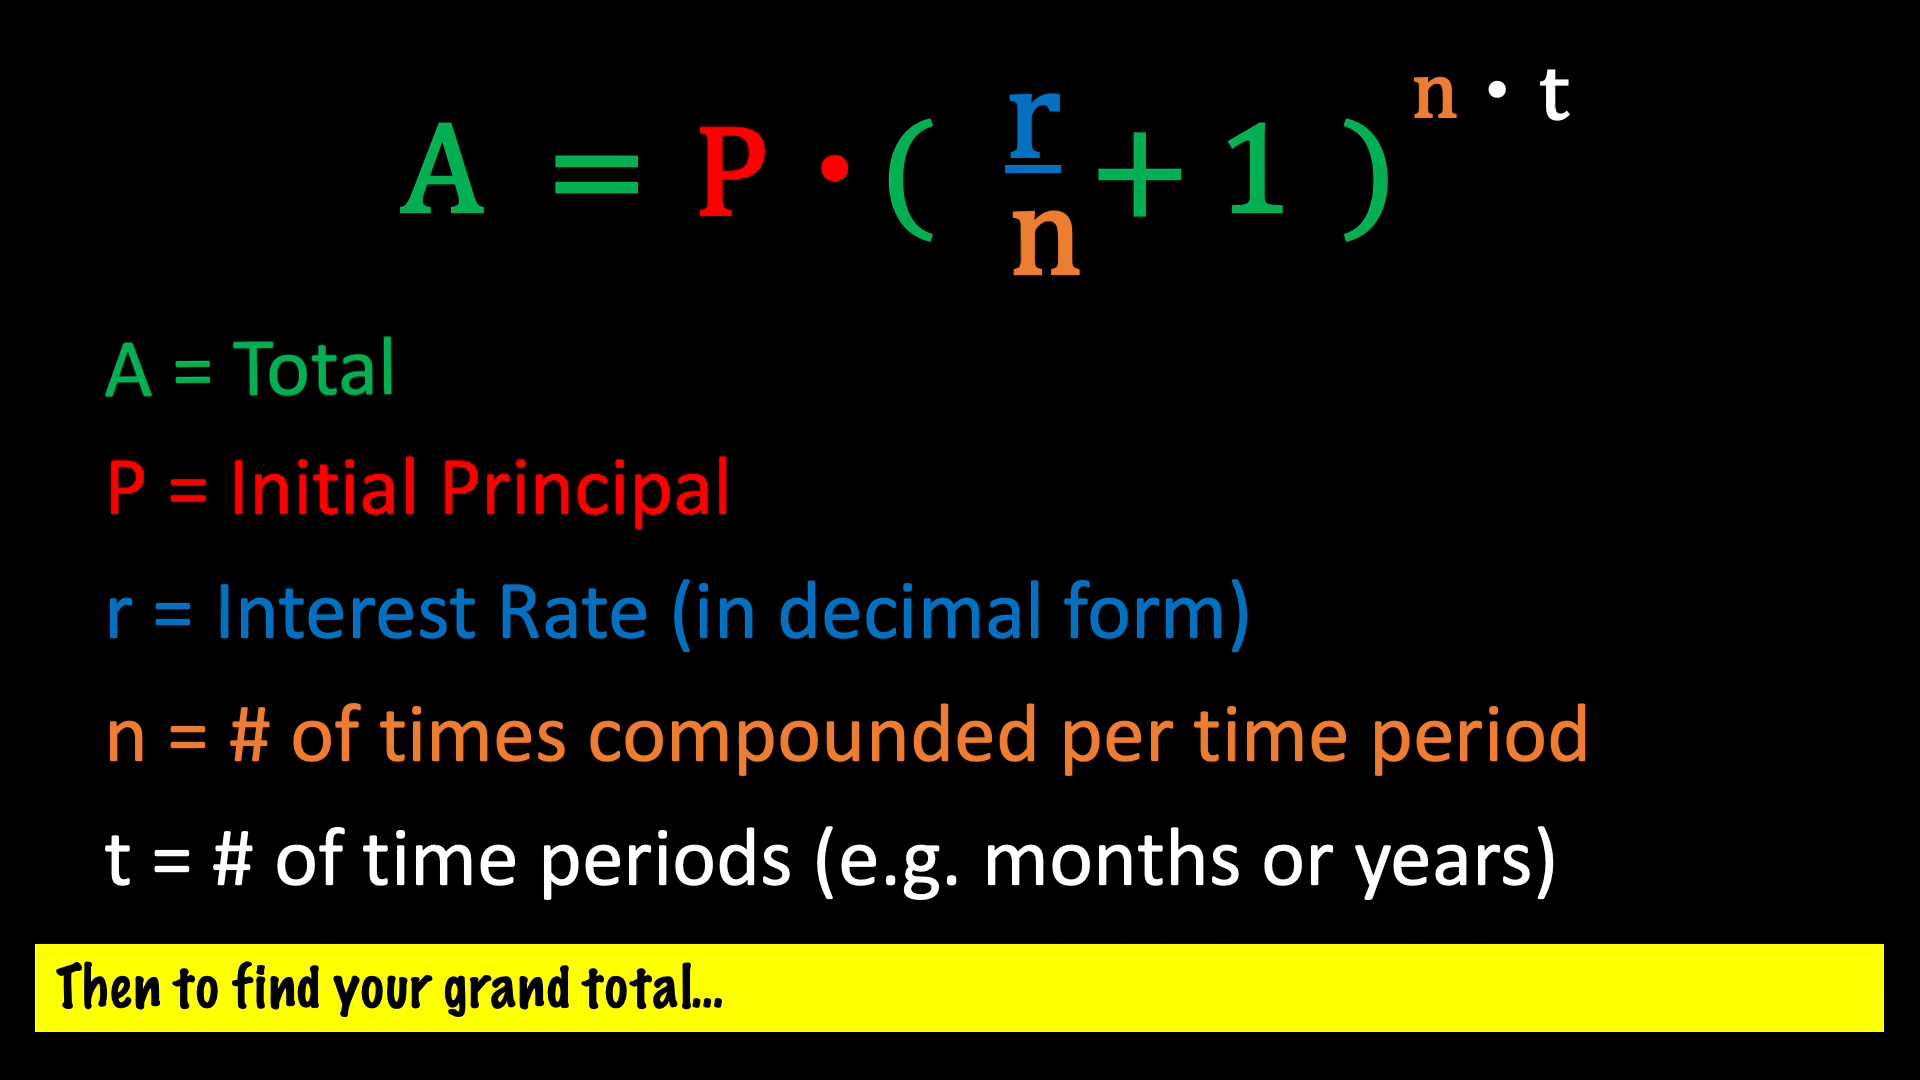 A = P · ( r/n + 1 )^n · t
A = Total
P = Initial Principal
r = Interest Rate (in decimal form)
n = # of times compounded per time period
t = # of time periods (e.g. months or years)
Then to find your grand total...